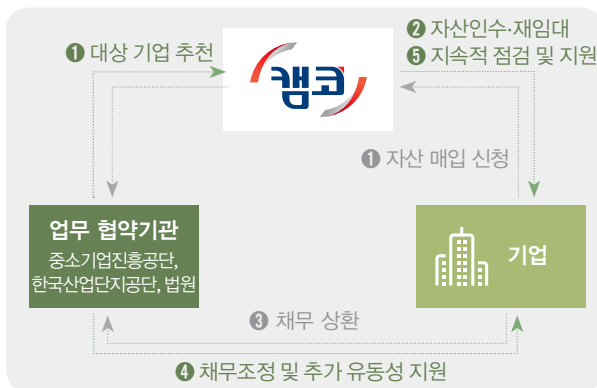 ❶ 대상 기업 추천
캠코
❷ 자산인수·재임대
❺ 지속적 점검 및 지원
❶ 자산 매입 신청
업무 협약기관
중소기업진흥공단,
한국산업단지공단, 법원
기업
❸ 채무 상환
❹ 채무조정 및 추가 유동성 지원